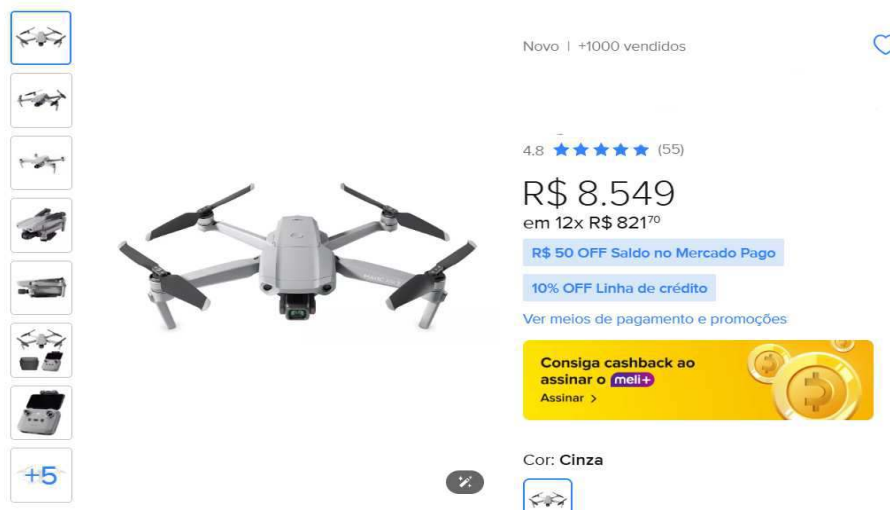 Novo | +1000 vendidos
4.8 (55)
R$ 8.549
em 12x R$ 821⁷⁰
R$ 50 OFF Saldo no Mercado Pago
10% OFF Linha de crédito
Ver meios de pagamento e promoções
Consiga cashback ao
assinar o meli+
Assinar >
Cor: Cinza
+5